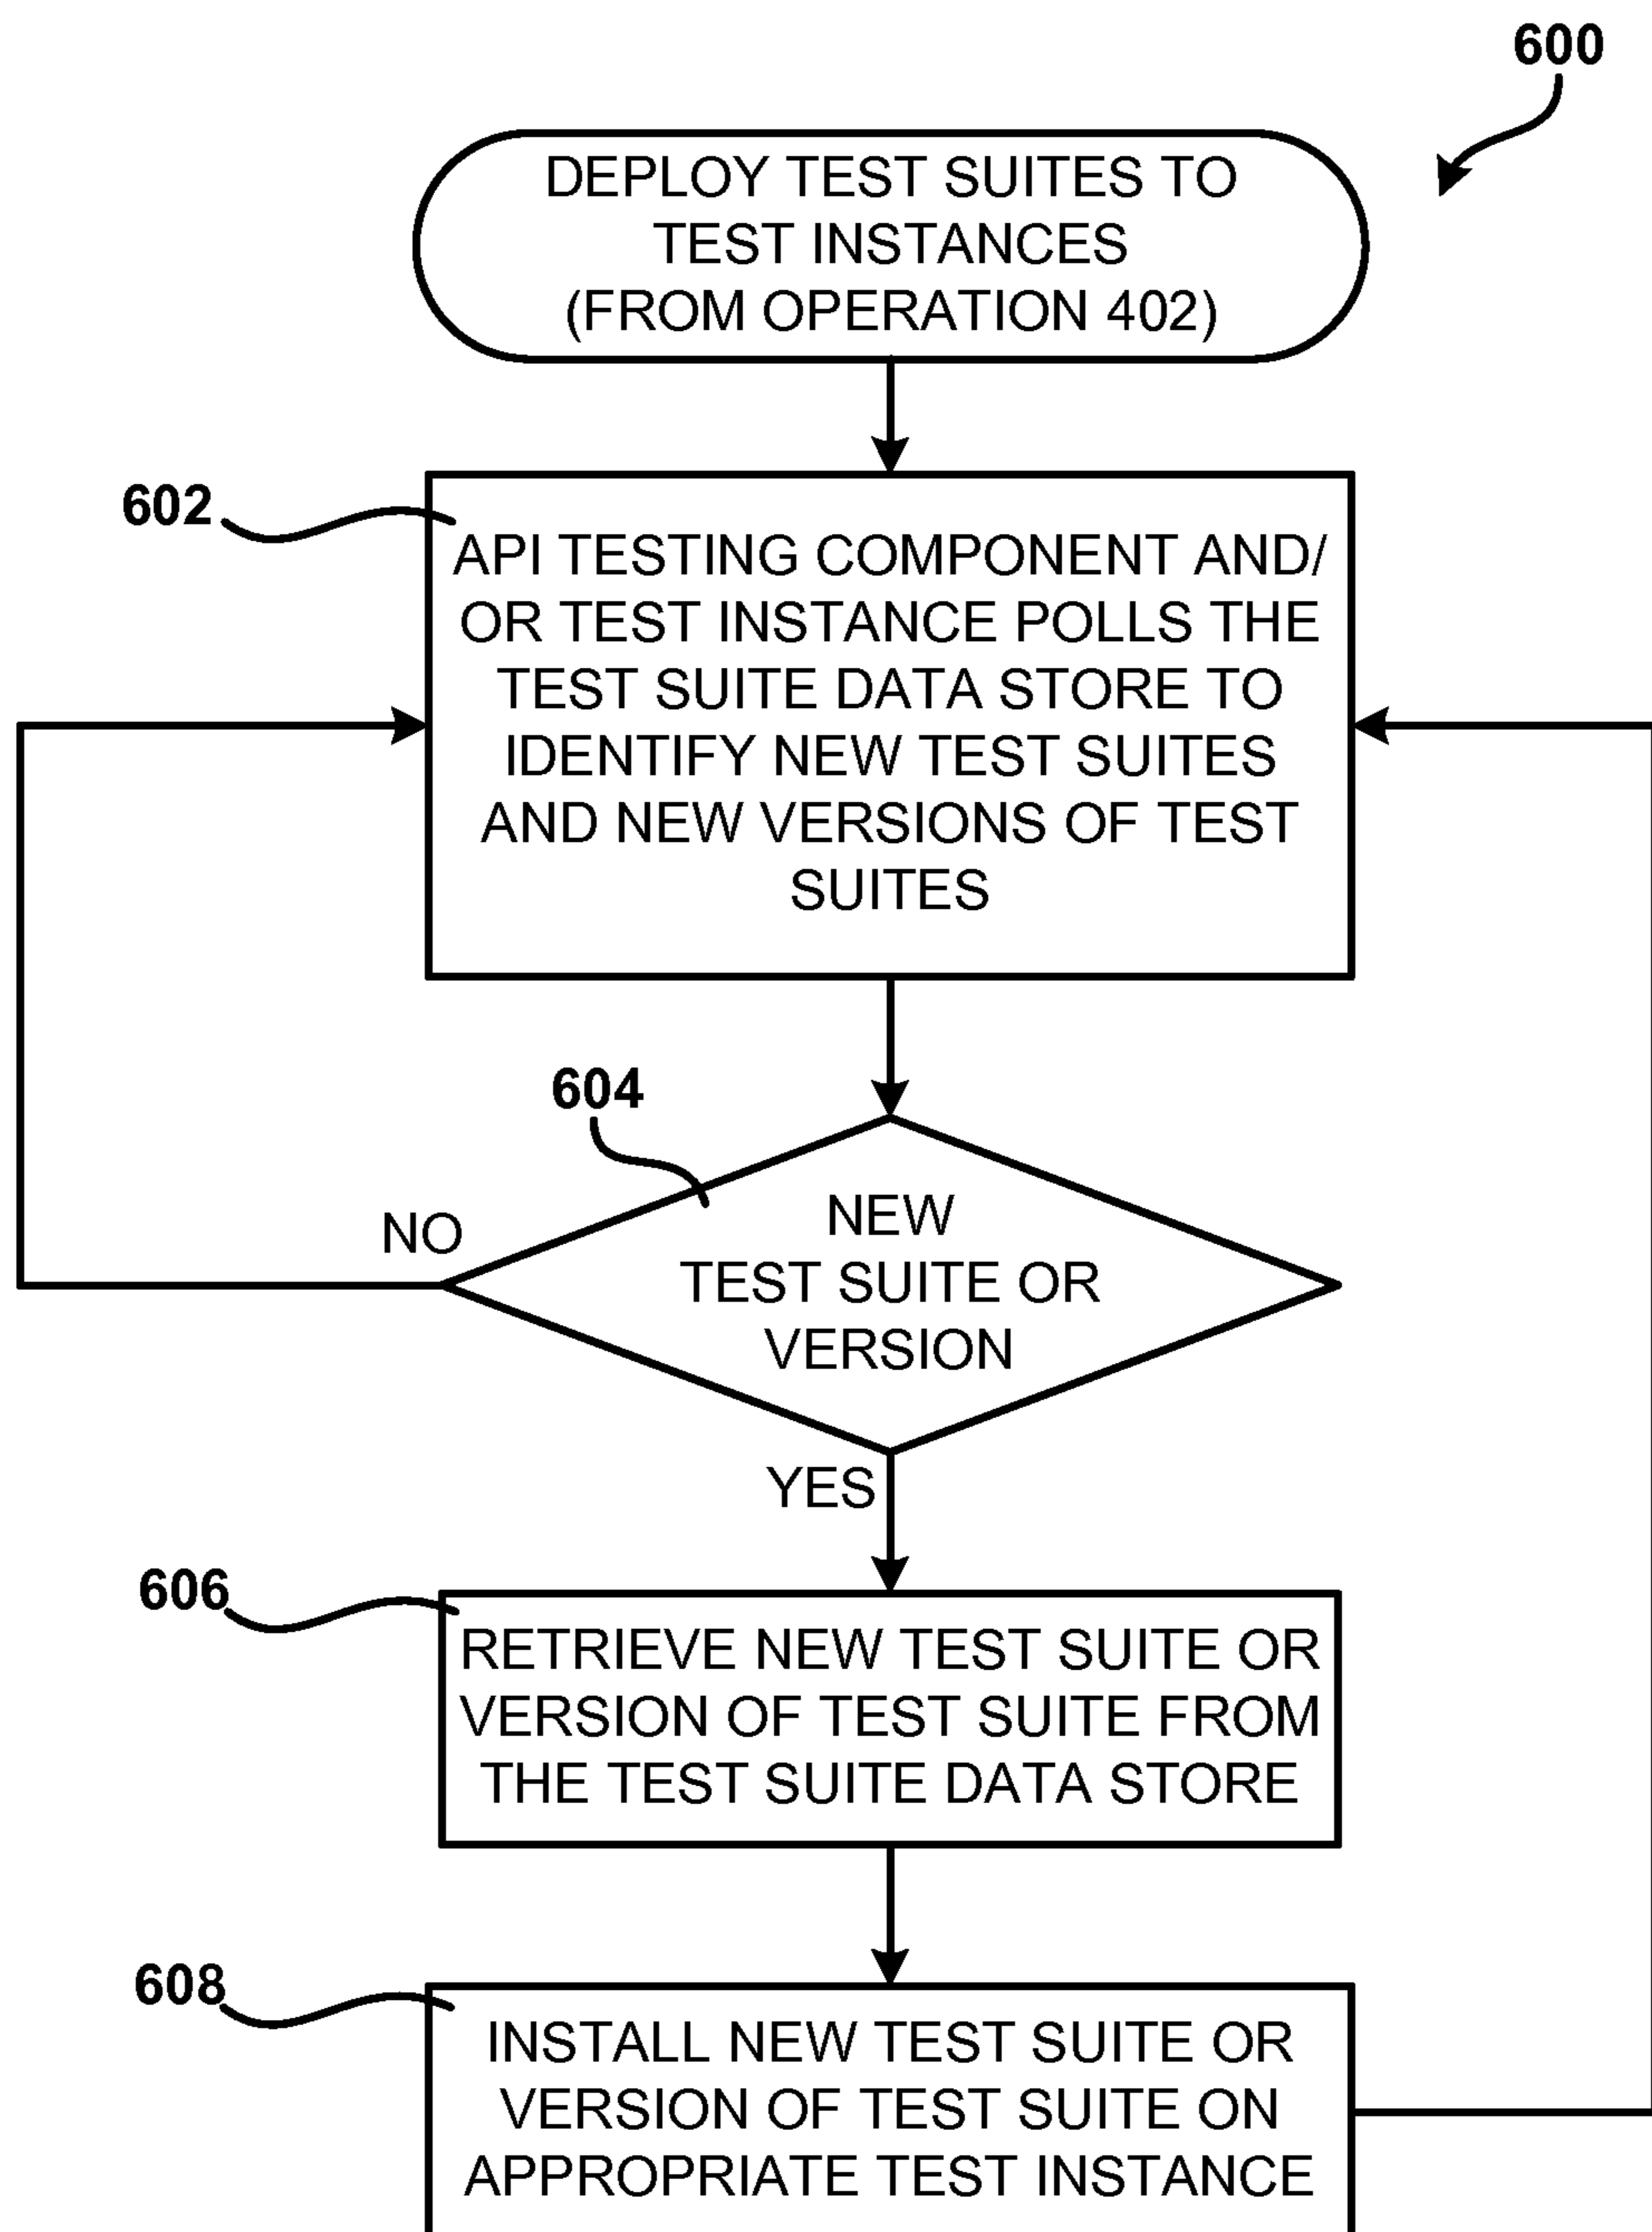 600
DEPLOY TEST SUITES TO
TEST INSTANCES
(FROM OPERATION 402)
602
API TESTING COMPONENT AND/
OR TEST INSTANCE POLLS THE
TEST SUITE DATA STORE TO
IDENTIFY NEW TEST SUITES
AND NEW VERSIONS OF TEST
SUITES
604
NO
NEW
TEST SUITE OR
VERSION
YES
606
RETRIEVE NEW TEST SUITE OR
VERSION OF TEST SUITE FROM
THE TEST SUITE DATA STORE
608
INSTALL NEW TEST SUITE OR
VERSION OF TEST SUITE ON
APPROPRIATE TEST INSTANCE